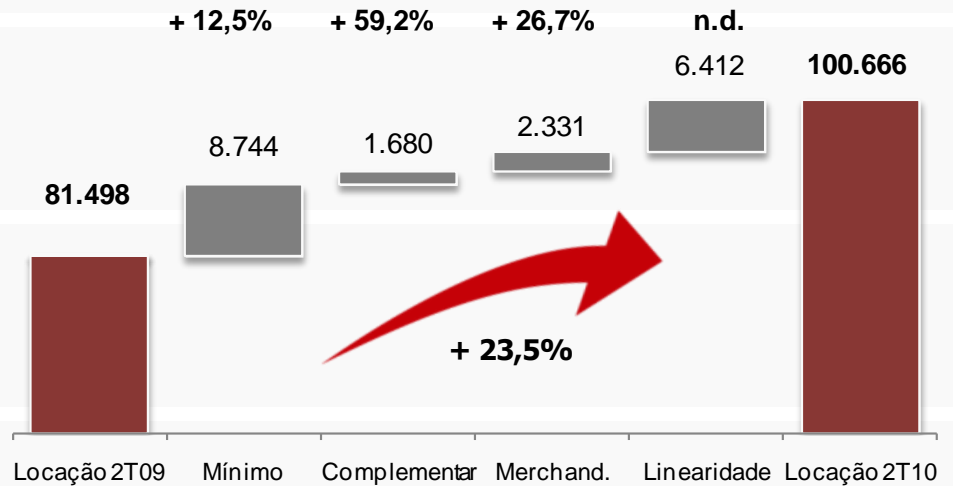 + 12,5% + 59,2% + 26,7% n.d.
6.412 100.666
2.331
8.744 1.680
81.498
+ 23,5%
Locação 2T09 Mínimo Complementar Merchand. Linearidade Locação 2T10